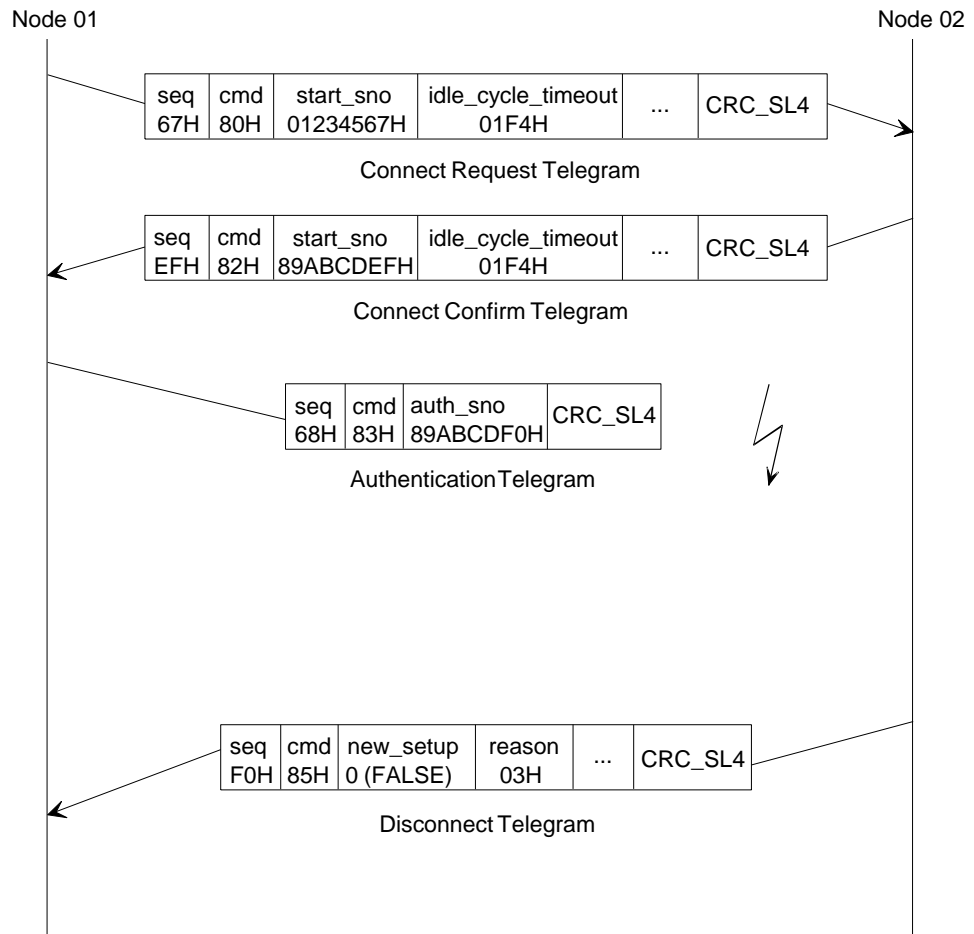 Node 01 Node 02
seq cmd start_sno idle_cycle_timeout ... CRC_SL4
67H 80H 01234567H 01F4H
Connect Request Telegram
seq cmd start_sno idle_cycle_timeout ... CRC_SL4
EFH 82H 89ABCDEFH 01F4H
Connect Confirm Telegram
seq cmd auth_sno CRC_SL4
68H 83H 89ABCDF0H
Authentication Telegram
seq cmd new_setup reason ... CRC_SL4
F0H 85H 0 (FALSE) 03H
Disconnect Telegram